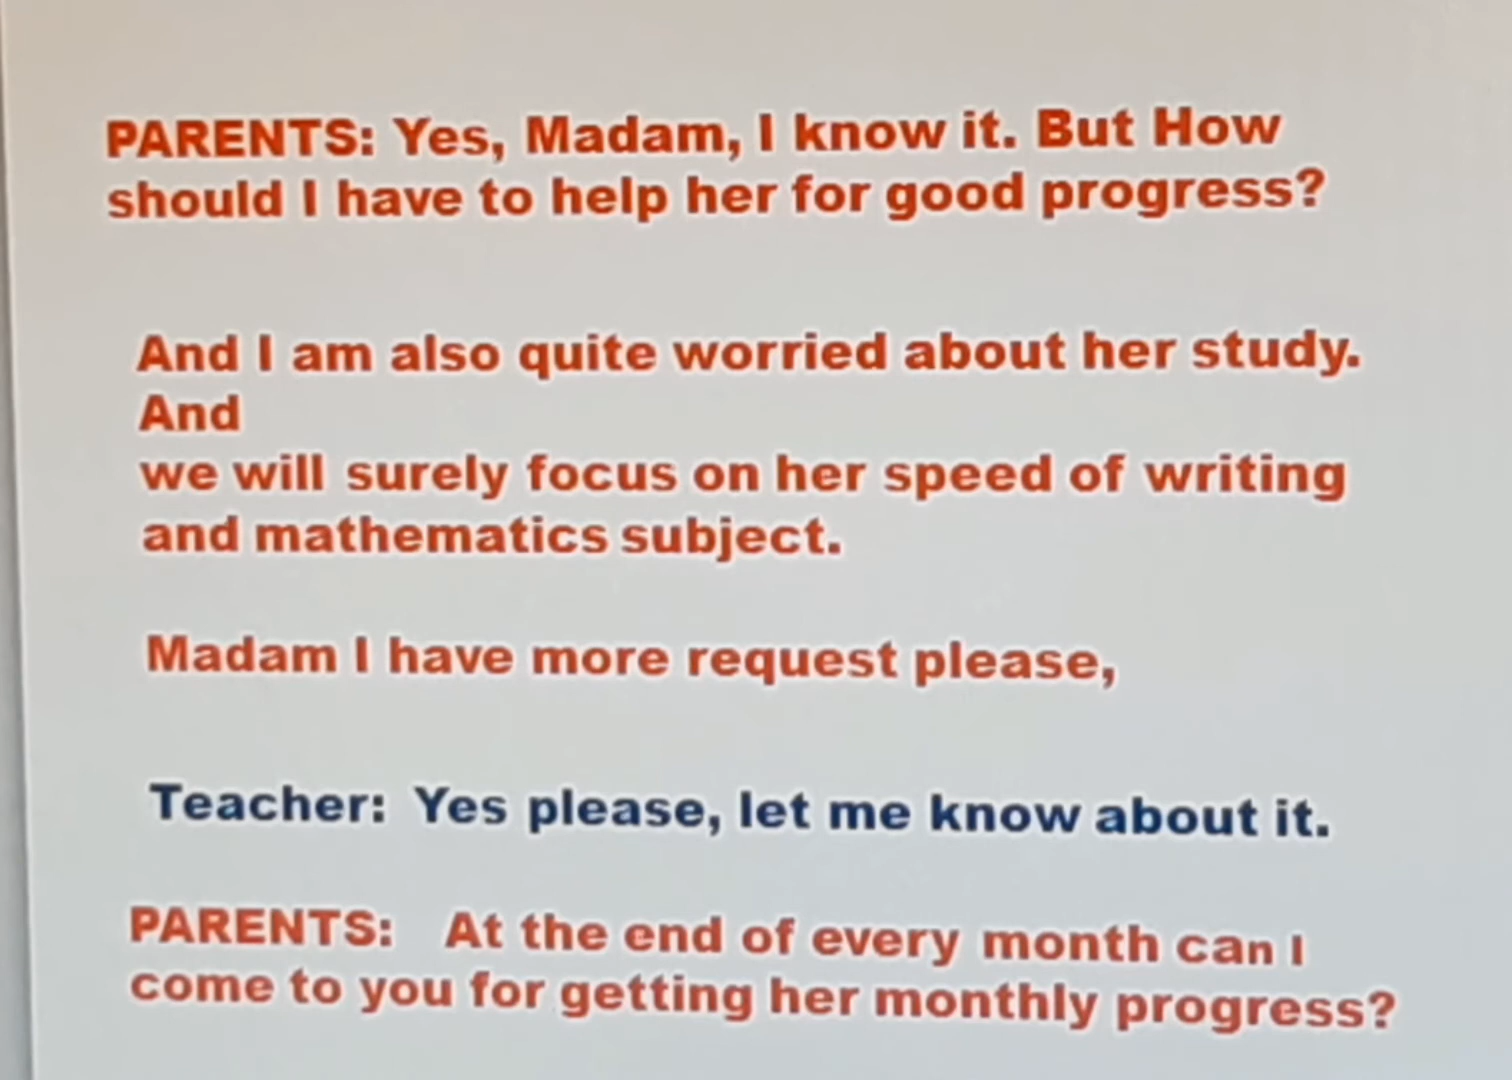 PARENTS: Yes, Madam, I know it. But How
should I have to help her for good progress?
And I am also quite worried about her study.
And
we will surely focus on her speed of writing
and mathematics subject.
Madam I have more request please,
Teacher: Yes please, let me know about it.
PARENTS: At the end of every month can I
come to you for getting her monthly progress?